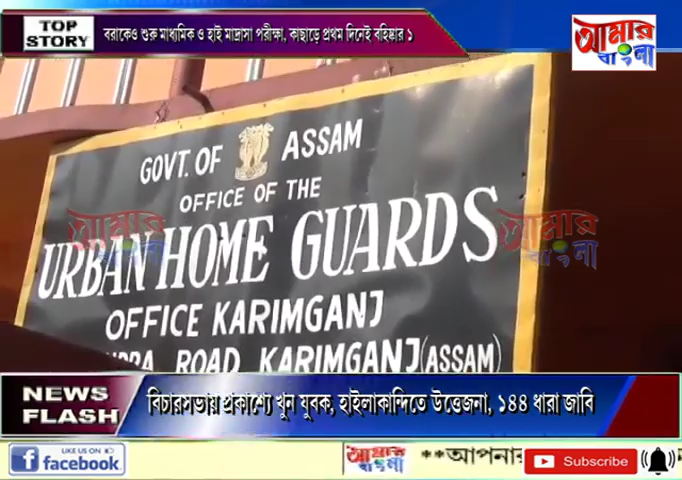 TOP STORY
বরাকেও শুরু মাধ্যমিক ও হাই মাদ্রাসা পরীক্ষা, কাছাড়ে প্রথম দিনেই বহিষ্কার ১
আমার বাংলা
GOVT. OF ASSAM
OFFICE OF THE
URBAN HOME GUARDS
OFFICE KARIMGANJ
ROAD KARIMGANJ (ASSAM)
আমার বাংলা
আমার বাংলা
NEWS FLASH
বিচারসভায় প্রকাশ্যে খুন যুবক, হাইলাকান্দিতে উত্তেজনা, ১৪৪ ধারা জাবি
LIKE US ON
facebook.
আমার বাংলা
**আপনার
Subscribe